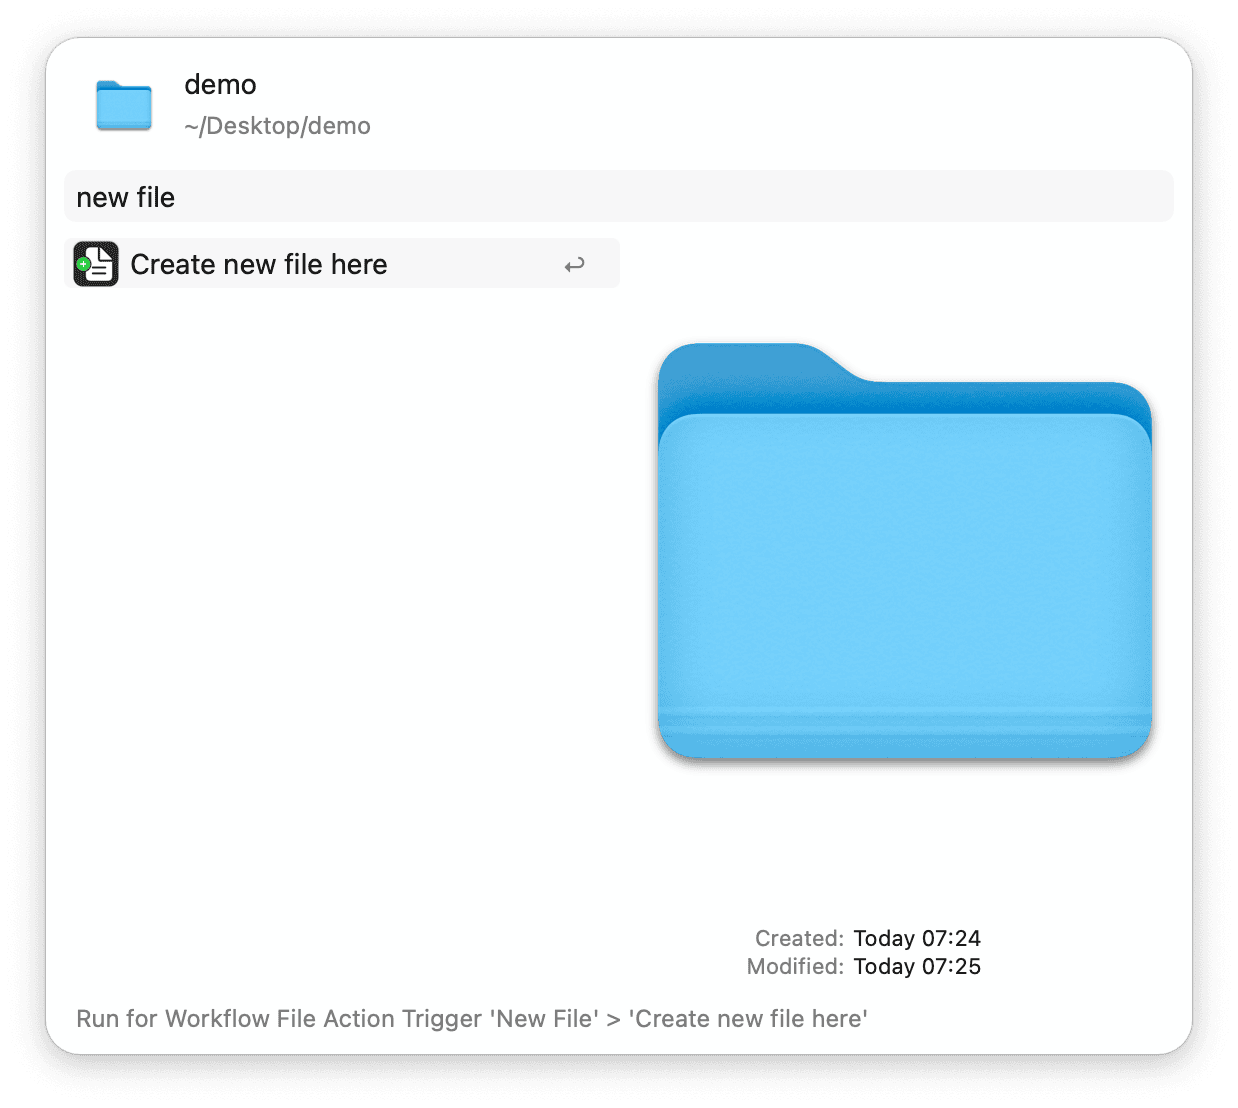 demo
~/Desktop/demo
new file
Create new file here
Created: Today 07:24
Modified: Today 07:25
Run for Workflow File Action Trigger 'New File' > 'Create new file here'